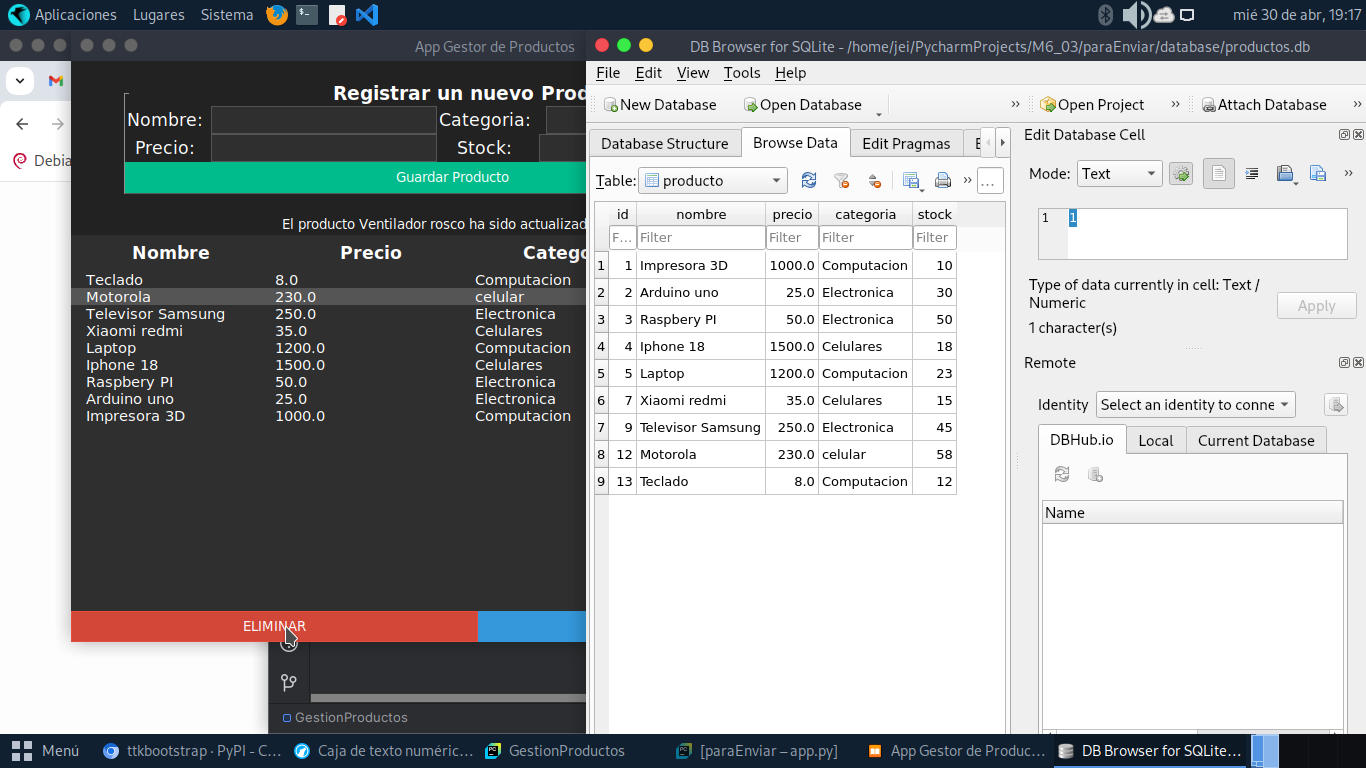 Aplicaciones Lugares Sistema mié 30 de abr, 19:17
App Gestor de Productos
Registrar un nuevo Prod
Nombre: Categoria:
Precio: Stock:
Guardar Producto
El producto Ventilador rosco ha sido actualizad
Nombre Precio Catego
Teclado 8.0 Computacion
Motorola 230.0 celular
Televisor Samsung 250.0 Electronica
Xiaomi redmi 35.0 Celulares
Laptop 1200.0 Computacion
Iphone 18 1500.0 Celulares
Raspbery PI 50.0 Electronica
Arduino uno 25.0 Electronica
Impresora 3D 1000.0 Computacion
ELIMINAR
Debia
GestionProductos
DB Browser for SQLite - /home/jei/PycharmProjects/M6_03/paraEnviar/database/productos.db
File Edit View Tools Help
New Database Open Database » Open Project » Attach Database »
Database Structure Browse Data Edit Pragmas E
Table: producto » ...
id nombre precio categoria stock
F... Filter Filter Filter Filter
1 1 Impresora 3D 1000.0 Computacion 10
2 2 Arduino uno 25.0 Electronica 30
3 3 Raspbery PI 50.0 Electronica 50
4 4 Iphone 18 1500.0 Celulares 18
5 5 Laptop 1200.0 Computacion 23
6 7 Xiaomi redmi 35.0 Celulares 15
7 9 Televisor Samsung 250.0 Electronica 45
8 12 Motorola 230.0 celular 58
9 13 Teclado 8.0 Computacion 12
Edit Database Cell
Mode: Text »
1 1
Type of data currently in cell: Text /
Numeric
1 character(s)
Apply
Remote
Identity Select an identity to conne
DBHub.io Local Current Database
Name
Menú ttkbootstrap · PyPI - C... Caja de texto numéric... GestionProductos [paraEnviar – app.py] App Gestor de Produc... DB Browser for SQLite...